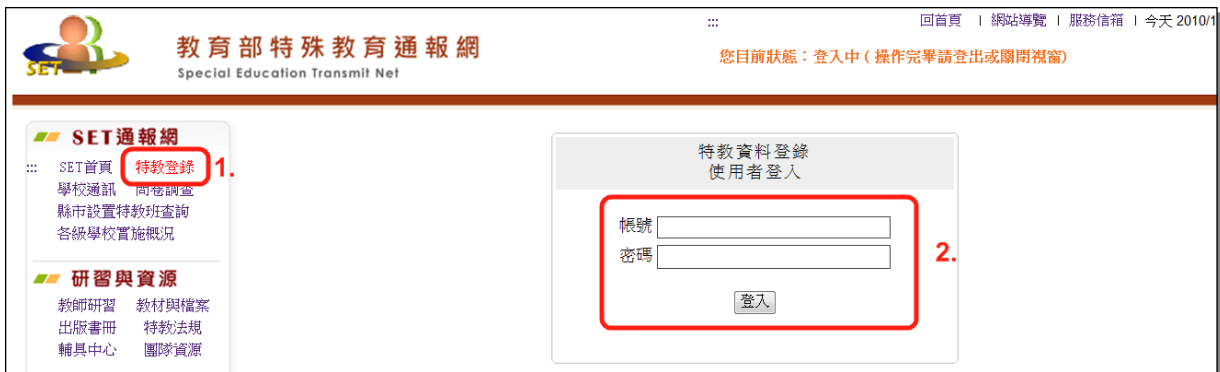 ::: 回首頁 | 網站導覽 | 服務信箱 | 今天 2010/1
SET
教育部特殊教育通報網
Special Education Transmit Net
您目前狀態：登入中 ( 操作完畢請登出或關閉視窗)
SET通報網
::: SET首頁 特教登錄 1.
學校通訊 問卷調查
縣市設置特教班查詢
各級學校實施概況
研習與資源
教師研習 教材與檔案
出版書冊 特教法規
輔具中心 團隊資源
特教資料登錄
使用者登入
帳號
密碼
2.
登入